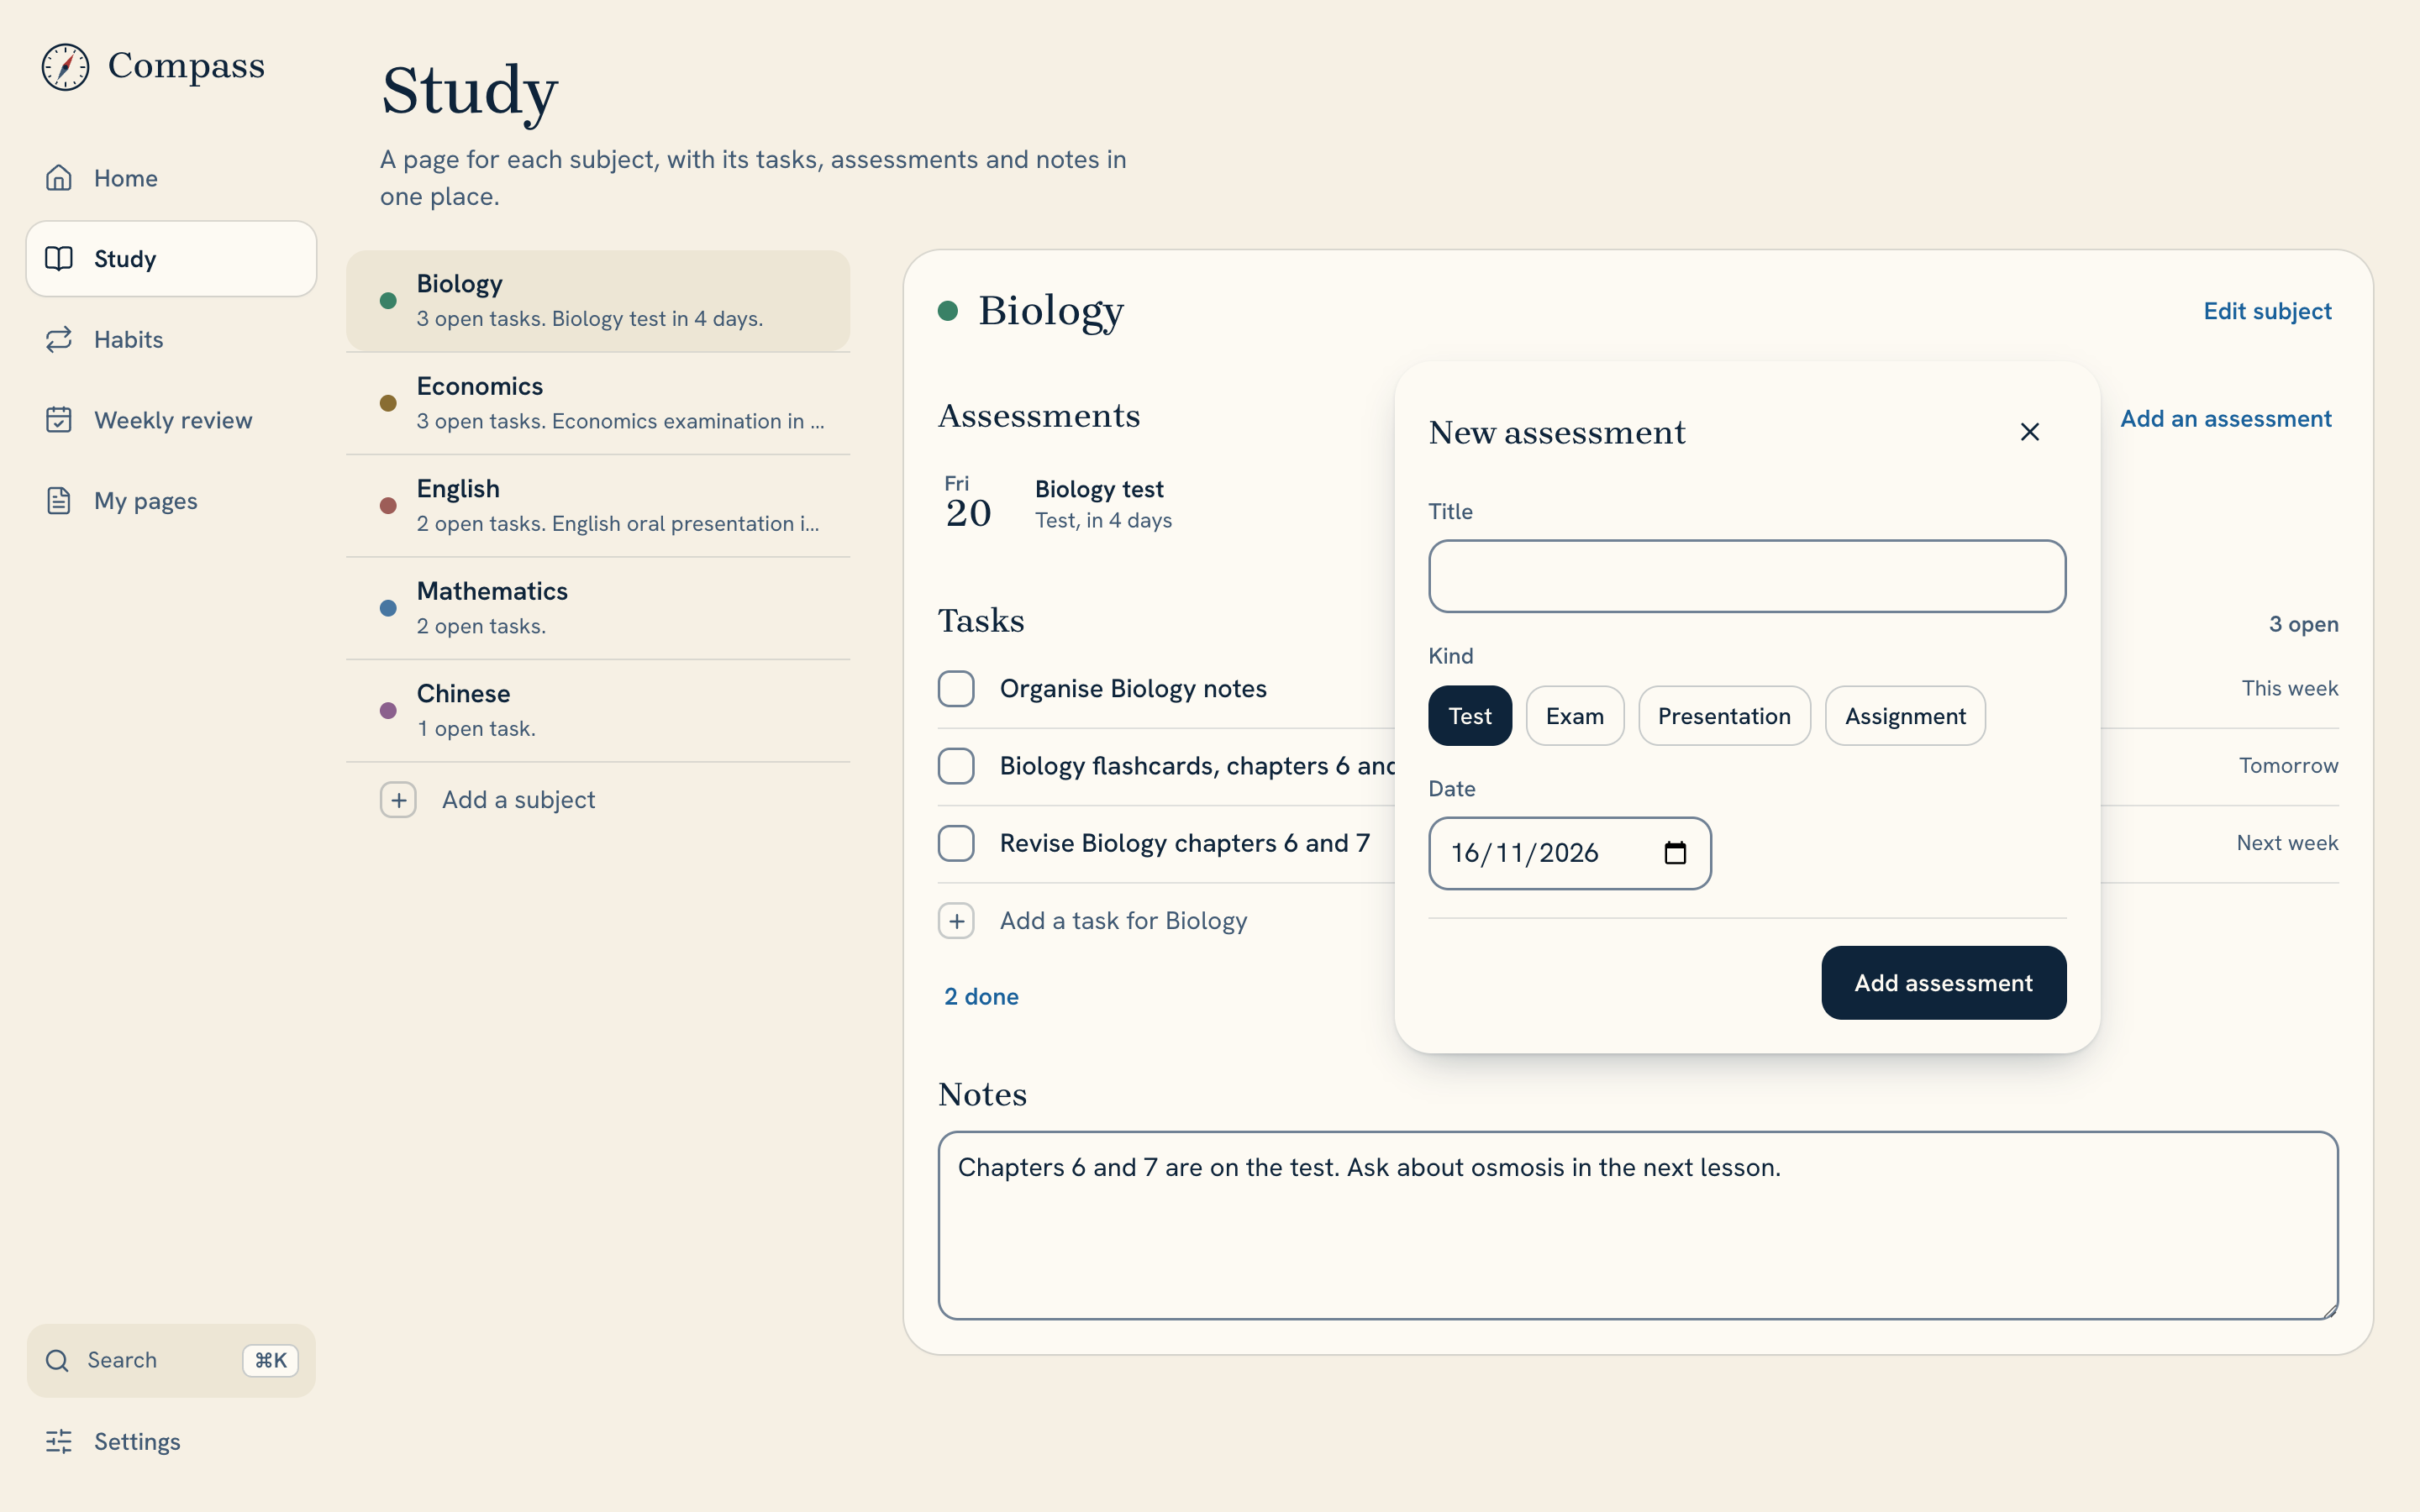 Compass
Home
Study
Habits
Weekly review
My pages
Search
⌘K
Settings
Study
A page for each subject, with its tasks, assessments and notes in
one place.
Biology
3 open tasks. Biology test in 4 days.
Economics
3 open tasks. Economics examination in ...
English
2 open tasks. English oral presentation i...
Mathematics
2 open tasks.
Chinese
1 open task.
Add a subject
Biology
Edit subject
Assessments
Add an assessment
Fri
20
Biology test
Test, in 4 days
Tasks
3 open
Organise Biology notes
This week
Biology flashcards, chapters 6 and
Tomorrow
Revise Biology chapters 6 and 7
Next week
Add a task for Biology
2 done
Notes
Chapters 6 and 7 are on the test. Ask about osmosis in the next lesson.
New assessment
Title
Kind
Test
Exam
Presentation
Assignment
Date
16/11/2026
Add assessment